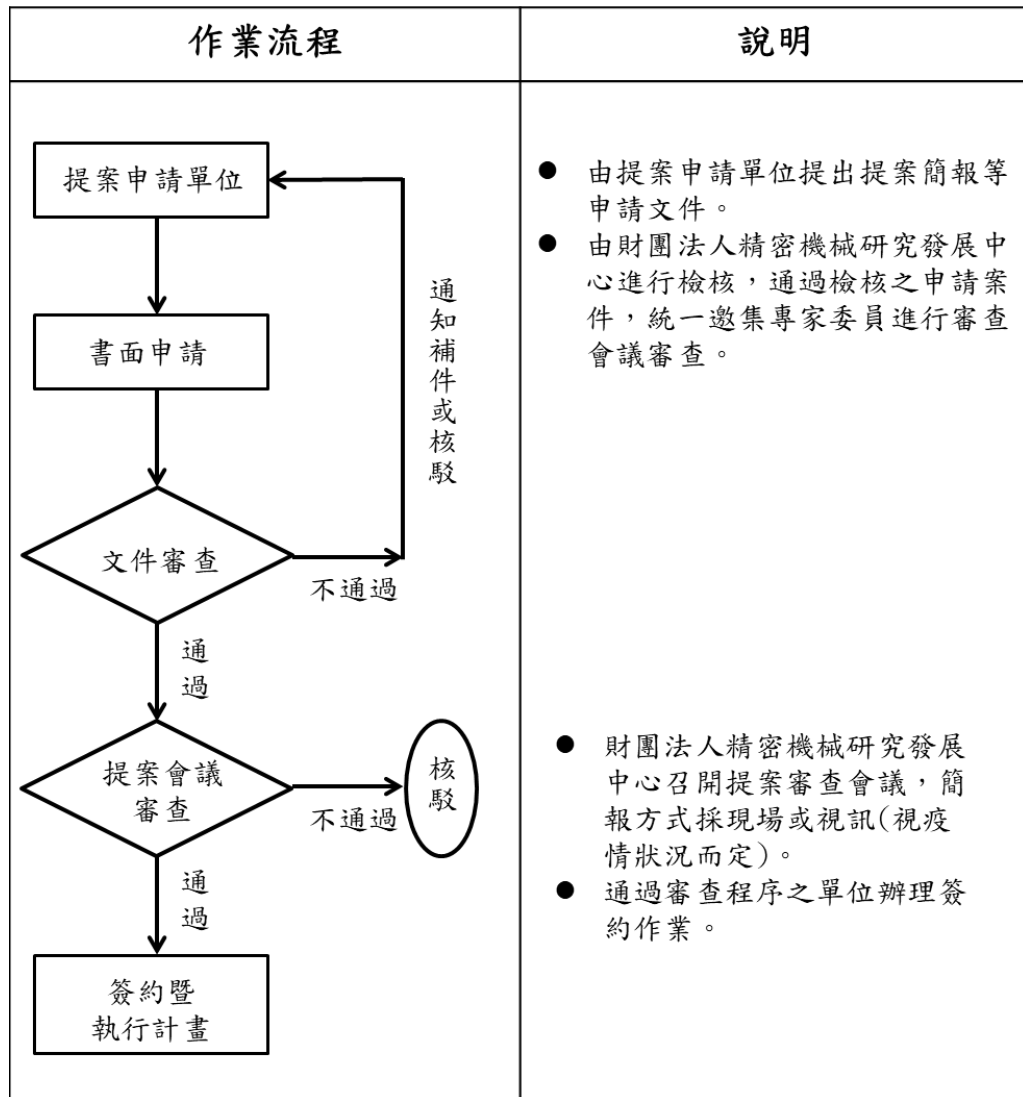 作業流程
說明
提案申請單位
書面申請
通知補件或核駁
文件審查
不通過
通過
提案會議
審查
不通過
核駁
通過
簽約暨
執行計畫
● 由提案申請單位提出提案簡報等
申請文件。
● 由財團法人精密機械研究發展中
心進行檢核，通過檢核之申請案
件，統一邀集專家委員進行審查
會議審查。
● 財團法人精密機械研究發展
中心召開提案審查會議，簡
報方式採現場或視訊(視疫
情狀況而定)。
● 通過審查程序之單位辦理簽
約作業。